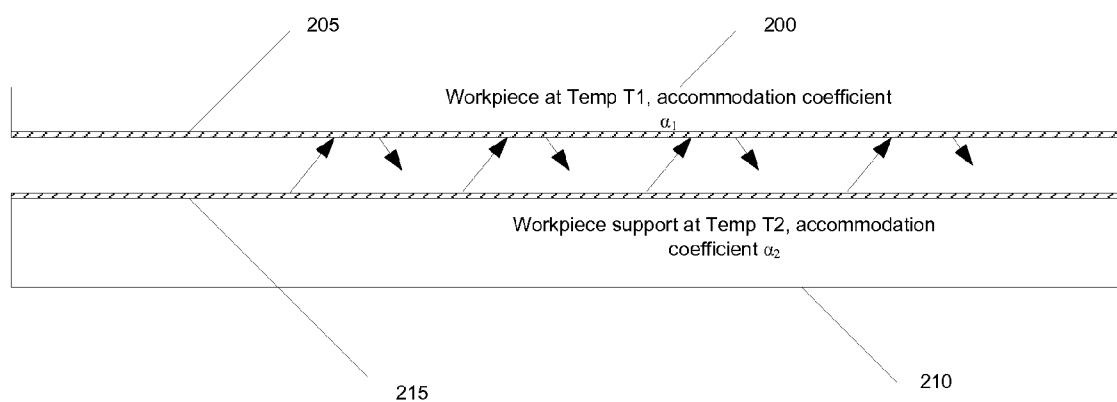 205
200
Workpiece at Temp T1, accommodation coefficient
α₁
Workpiece support at Temp T2, accommodation
coefficient α₂
215
210